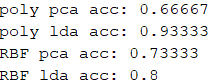 poly pca acc: 0.66667
poly lda acc: 0.93333
RBF pca acc: 0.73333
RBF lda acc: 0.8